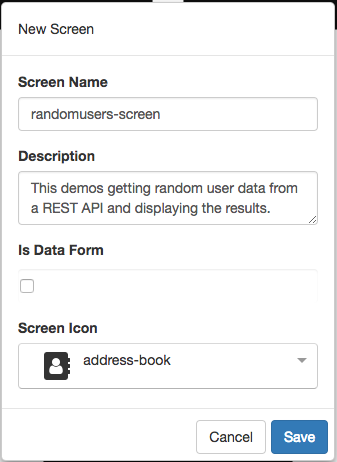 New Screen
Screen Name
randomusers-screen
Description
This demos getting random user data from
a REST API and displaying the results.
Is Data Form
Screen Icon
address-book
Cancel
Save